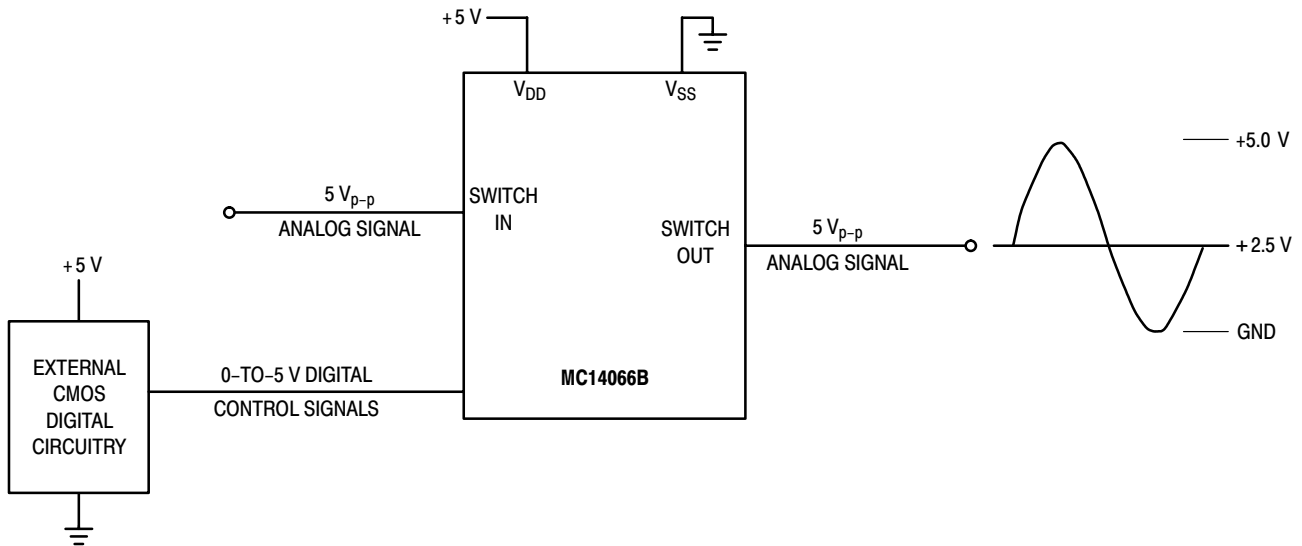 +5 V
V_DD
V_SS
+5.0 V
5 V_p–p
ANALOG SIGNAL
SWITCH
IN
SWITCH
OUT
5 V_p–p
ANALOG SIGNAL
+2.5 V
GND
+5 V
EXTERNAL
CMOS
DIGITAL
CIRCUITRY
0–TO–5 V DIGITAL
CONTROL SIGNALS
MC14066B